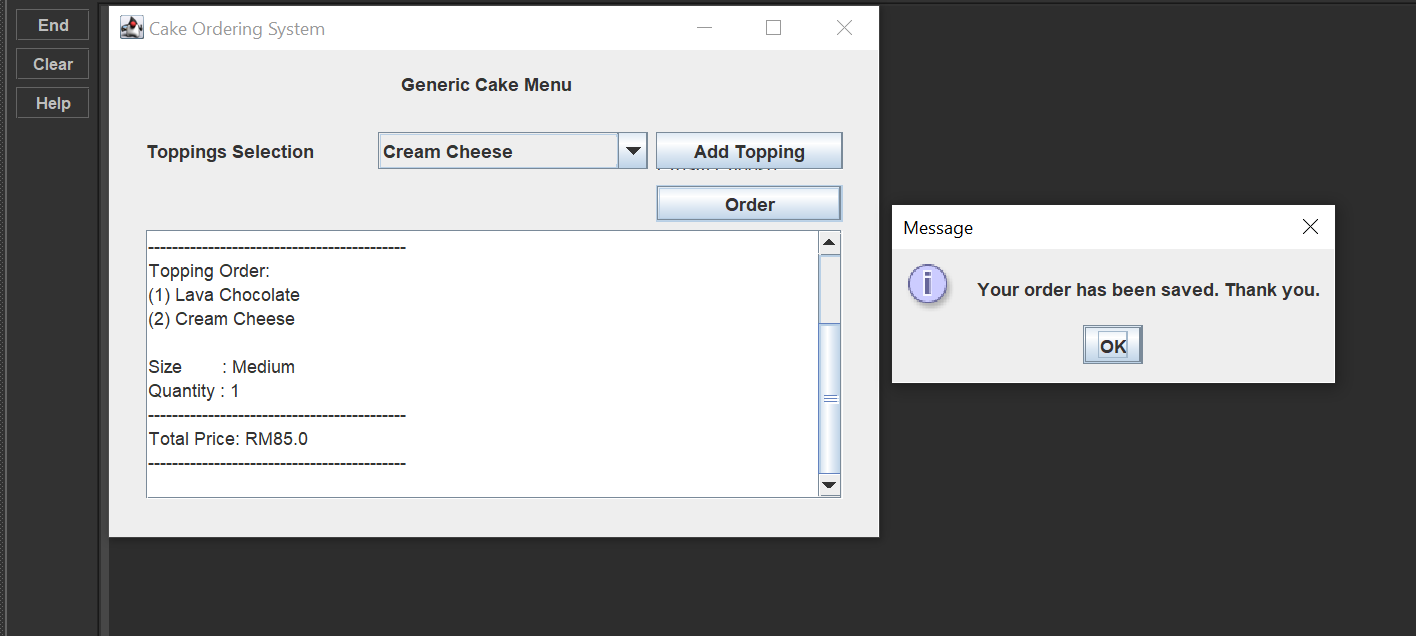 End
Clear
Help
Cake Ordering System
Generic Cake Menu
Toppings Selection
Cream Cheese
Add Topping
Order
-------------------------------------------
Topping Order:
(1) Lava Chocolate
(2) Cream Cheese
Size : Medium
Quantity : 1
-------------------------------------------
Total Price: RM85.0
-------------------------------------------
Message
Your order has been saved. Thank you.
OK